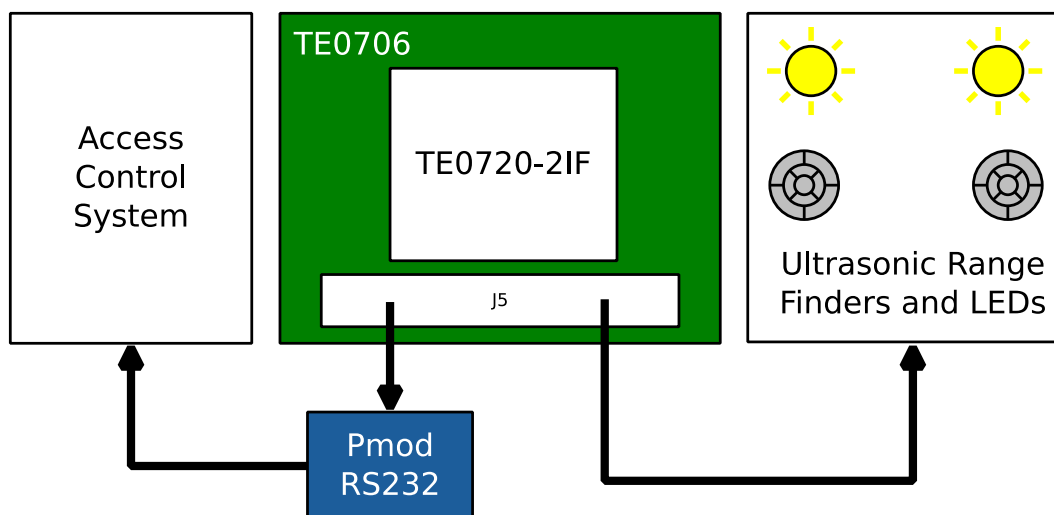 Access
Control
System
TE0706
TE0720-2IF
J5
Ultrasonic Range
Finders and LEDs
Pmod
RS232